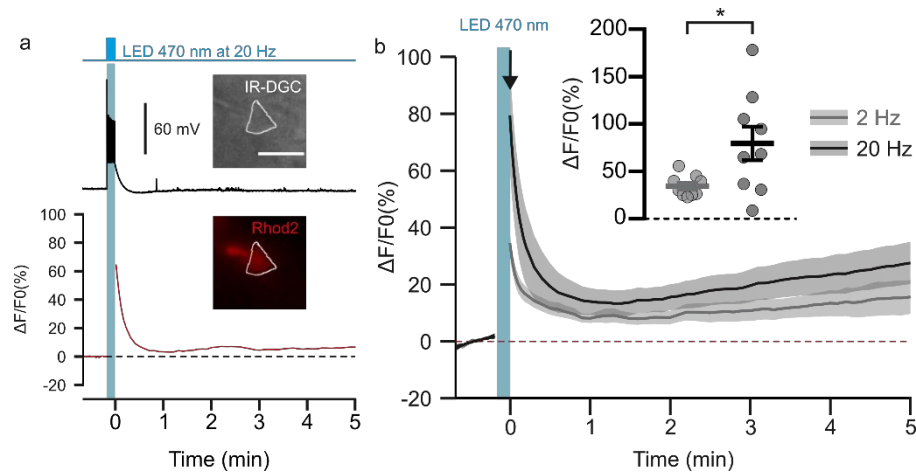 a
LED 470 nm at 20 Hz
IR-DGC
60 mV
Rhod2
ΔF/F0(%)
100
80
60
40
20
0
-20
0 1 2 3 4 5
Time (min)
b
LED 470 nm
ΔF/F0(%)
100
80
60
40
20
0
-20
0 1 2 3 4 5
Time (min)
*
ΔF/F0(%)
200
150
100
50
0
2 Hz
20 Hz